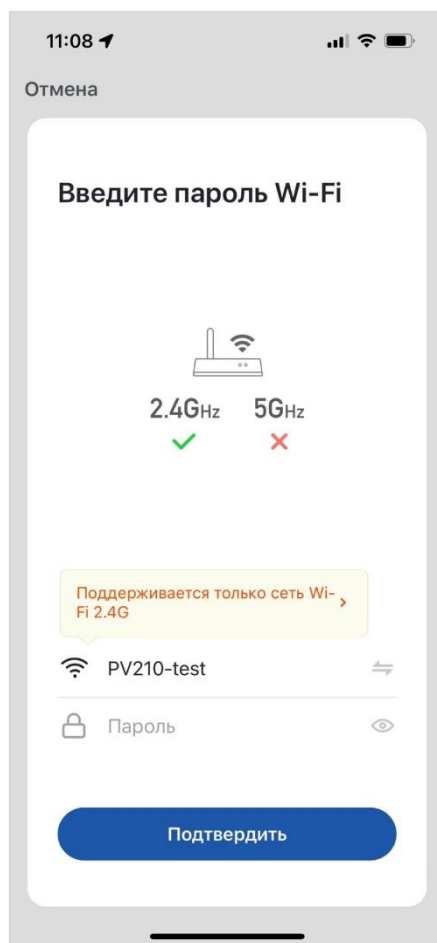 11:08
Отмена
Введите пароль Wi-Fi
2.4GHz 5GHz
Поддерживается только сеть Wi-
Fi 2.4G
PV210-test
Пароль
Подтвердить